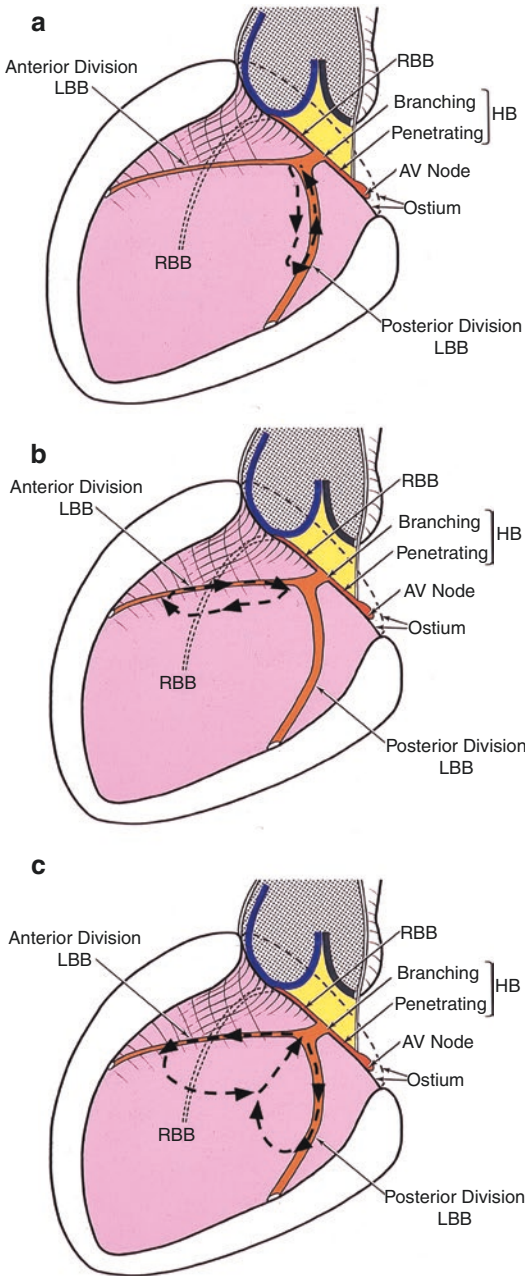 a
Anterior Division
LBB
RBB
Branching
Penetrating
HB
AV Node
Ostium
RBB
Posterior Division
LBB
b
Anterior Division
LBB
RBB
Branching
Penetrating
HB
AV Node
Ostium
RBB
Posterior Division
LBB
c
Anterior Division
LBB
RBB
Branching
Penetrating
HB
AV Node
Ostium
RBB
Posterior Division
LBB